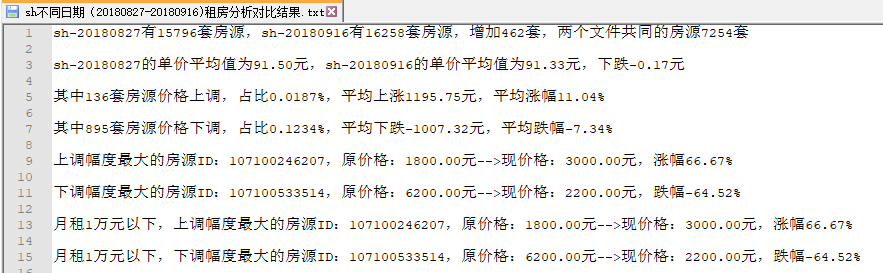 sh不同日期（20180827-20180916)租房分析对比结果.txt
1 sh-20180827有15796套房源，sh-20180916有16258套房源，增加462套，两个文件共同的房源7254套
2
3 sh-20180827的单价平均值为91.50元，sh-20180916的单价平均值为91.33元，下跌-0.17元
4
5 其中136套房源价格上调，占比0.0187%，平均上涨1195.75元，平均涨幅11.04%
6
7 其中895套房源价格下调，占比0.1234%，平均下跌-1007.32元，平均跌幅-7.34%
8
9 上调幅度最大的房源ID：107100246207，原价格：1800.00元-->现价格：3000.00元，涨幅66.67%
10
11 下调幅度最大的房源ID：107100533514，原价格：6200.00元-->现价格：2200.00元，跌幅-64.52%
12
13 月租1万元以下，上调幅度最大的房源ID：107100246207，原价格：1800.00元-->现价格：3000.00元，涨幅66.67%
14
15 月租1万元以下，下调幅度最大的房源ID：107100533514，原价格：6200.00元-->现价格：2200.00元，跌幅-64.52%
16